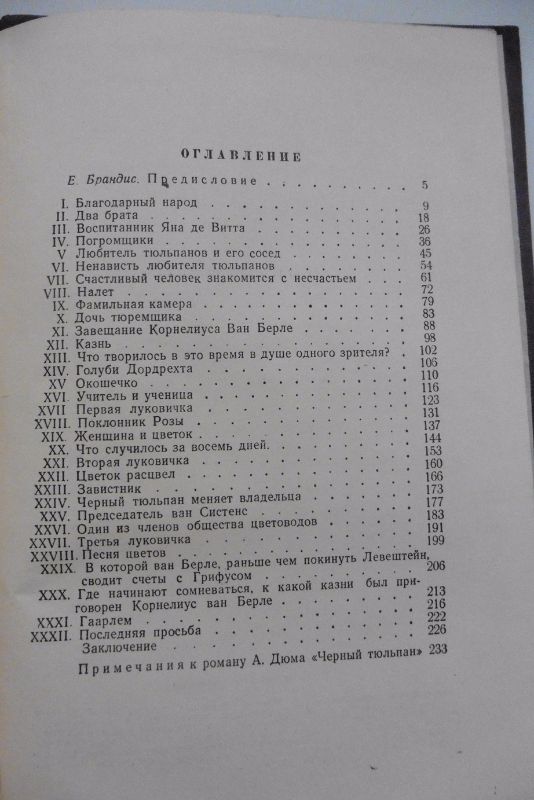 ОГЛАВЛЕНИЕ
Е. Брандис. Предисловие . . . . . . . . . 5
I. Благодарный народ . . . . . . . . . 9
II. Два брата . . . . . . . . . 18
III. Воспитанник Яна де Витта . . . . . . . . . 26
IV. Погромщики . . . . . . . . . 36
V Любитель тюльпанов и его сосед . . . . . . 45
VI. Ненависть любителя тюльпанов . . . . . . 54
VII. Счастливый человек знакомится с несчастьем . . . 61
VIII. Налет . . . . . . . . . 72
IX. Фамильная камера . . . . . . . . . 79
X. Дочь тюремщика . . . . . . . . . 83
XI. Завещание Корнелиуса Ван Берле . . . . . . 88
XII. Казнь . . . . . . . . . 98
XIII. Что творилось в это время в душе одного зрителя? . 102
XIV. Голуби Дордрехта . . . . . . . . . 106
XV Окошечко . . . . . . . . . 110
XVI. Учитель и ученица . . . . . . . . . 116
XVII Первая луковичка . . . . . . . . . 123
XVIII. Поклонник Розы . . . . . . . . . 131
XIX. Женщина и цветок . . . . . . . . . 137
XX. Что случилось за восемь дней. . . . . . . 144
XXI. Вторая луковичка . . . . . . . . . 153
XXII. Цветок расцвел . . . . . . . . . 160
XXIII. Завистник . . . . . . . . . 166
XXIV. Черный тюльпан меняет владельца . . . . . 173
XXV. Председатель ван Систенс . . . . . . . 177
XXVI. Один из членов общества цветоводов . . . . . 183
XXVII. Третья луковичка . . . . . . . . . 191
XXVIII. Песня цветов . . . . . . . . . 199
XXIX. В которой ван Берле, раньше чем покинуть Левештейн,
сводит счеты с Грифусом . . . . . . . 206
XXX. Где начинают сомневаться, к какой казни был при-
говорен Корнелиус ван Берле . . . . . . 213
XXXI. Гаарлем . . . . . . . . . 216
XXXII. Последняя просьба . . . . . . . . . 222
Заключение . . . . . . . . . 226
Примечания к роману А. Дюма «Черный тюльпан» 233